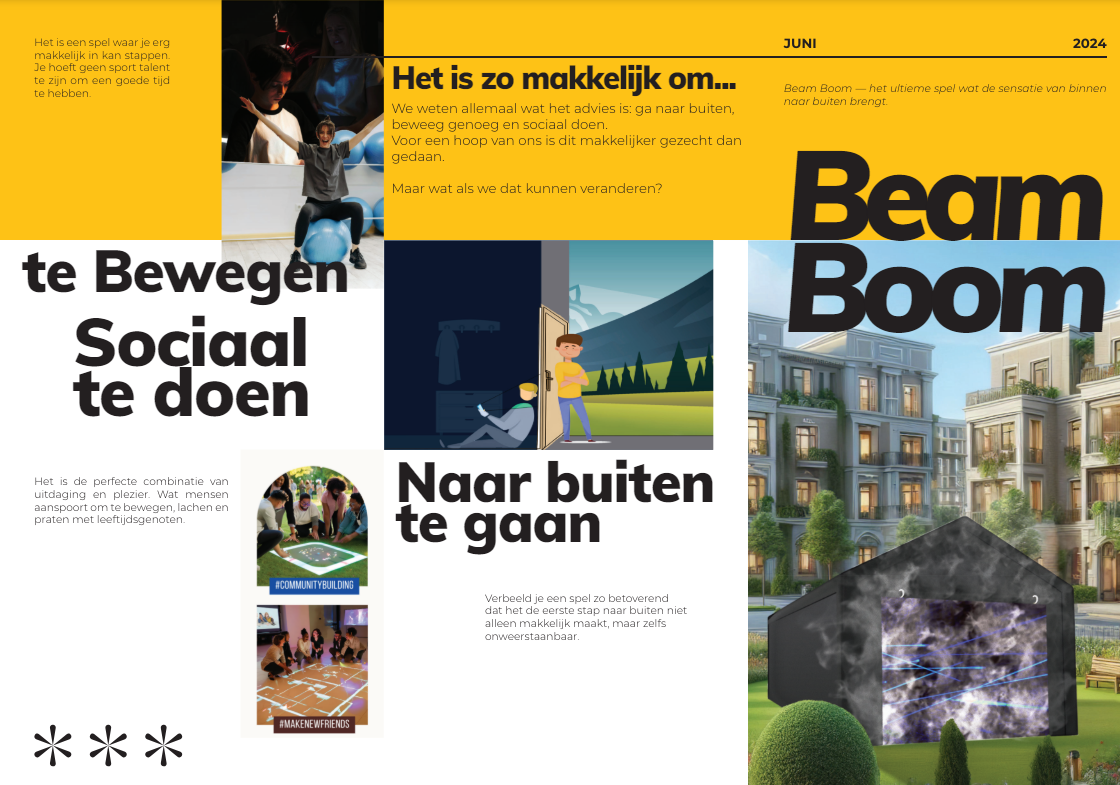 Het is een spel waar je erg
makkelijk in kan stappen.
Je hoeft geen sport talent
te zijn om een goede tijd
te hebben.
Het is zo makkelijk om...
We weten allemaal wat het advies is: ga naar buiten,
beweeg genoeg en sociaal doen.
Voor een hoop van ons is dit makkelijker gezecht dan
gedaan.
Maar wat als we dat kunnen veranderen?
JUNI
2024
Beam Boom — het ultieme spel wat de sensatie van binnen
naar buiten brengt.
Beam
Boom
te Bewegen
Sociaal
te doen
Het is de perfecte combinatie van
uitdaging en plezier. Wat mensen
aanspoort om te bewegen, lachen en
praten met leeftijdsgenoten.
#COMMUNITYBUILDING
#MAKENEWFRIENDS
Naar buiten
te gaan
Verbeeld je een spel zo betoverend
dat het de eerste stap naar buiten niet
alleen makkelijk maakt, maar zelfs
onweerstaanbaar.
***